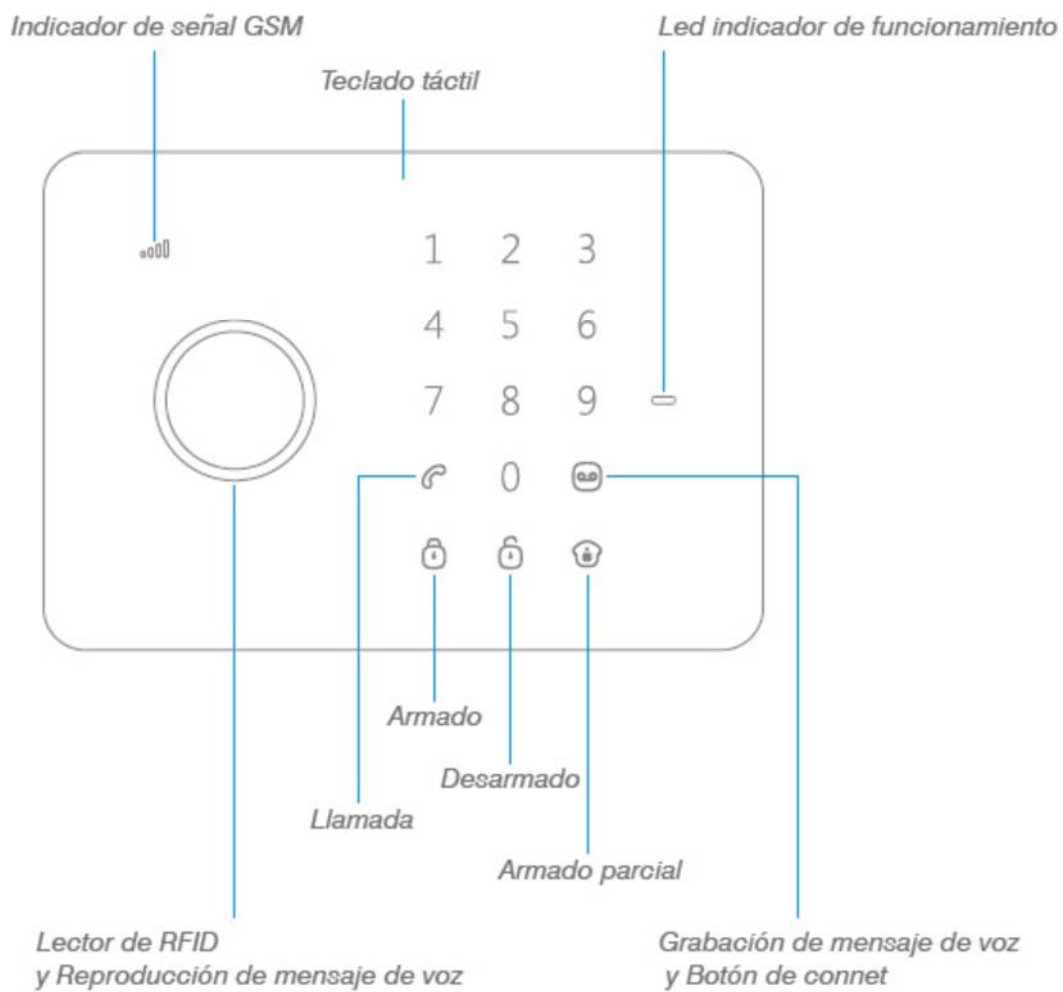 Indicador de señal GSM
Led indicador de funcionamiento
Teclado táctil
1 2 3
4 5 6
7 8 9
0
Armado
Desarmado
Llamada
Armado parcial
Lector de RFID
y Reproducción de mensaje de voz
Grabación de mensaje de voz
y Botón de connet